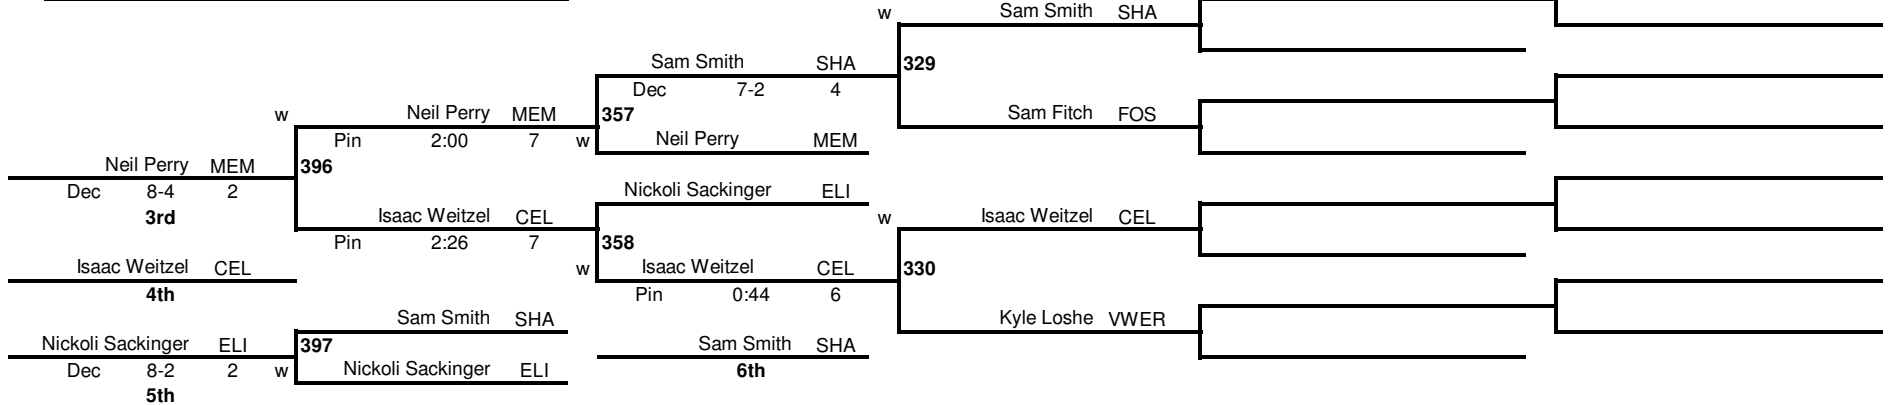 w Sam Smith SHA
Sam Smith SHA 329
Dec 7-2 4
w Neil Perry MEM 357 Sam Fitch FOS
Pin 2:00 7 w Neil Perry MEM
Neil Perry MEM 396
Dec 8-4 2 Nickoli Sackinger ELI
3rd Isaac Weitzel CEL w Isaac Weitzel CEL
Pin 2:26 7 358
Isaac Weitzel CEL w Isaac Weitzel CEL 330
4th Pin 0:44 6
Sam Smith SHA Kyle Loshe VWER
Nickoli Sackinger ELI 397 Sam Smith SHA
Dec 8-2 2 w Nickoli Sackinger ELI 6th
5th